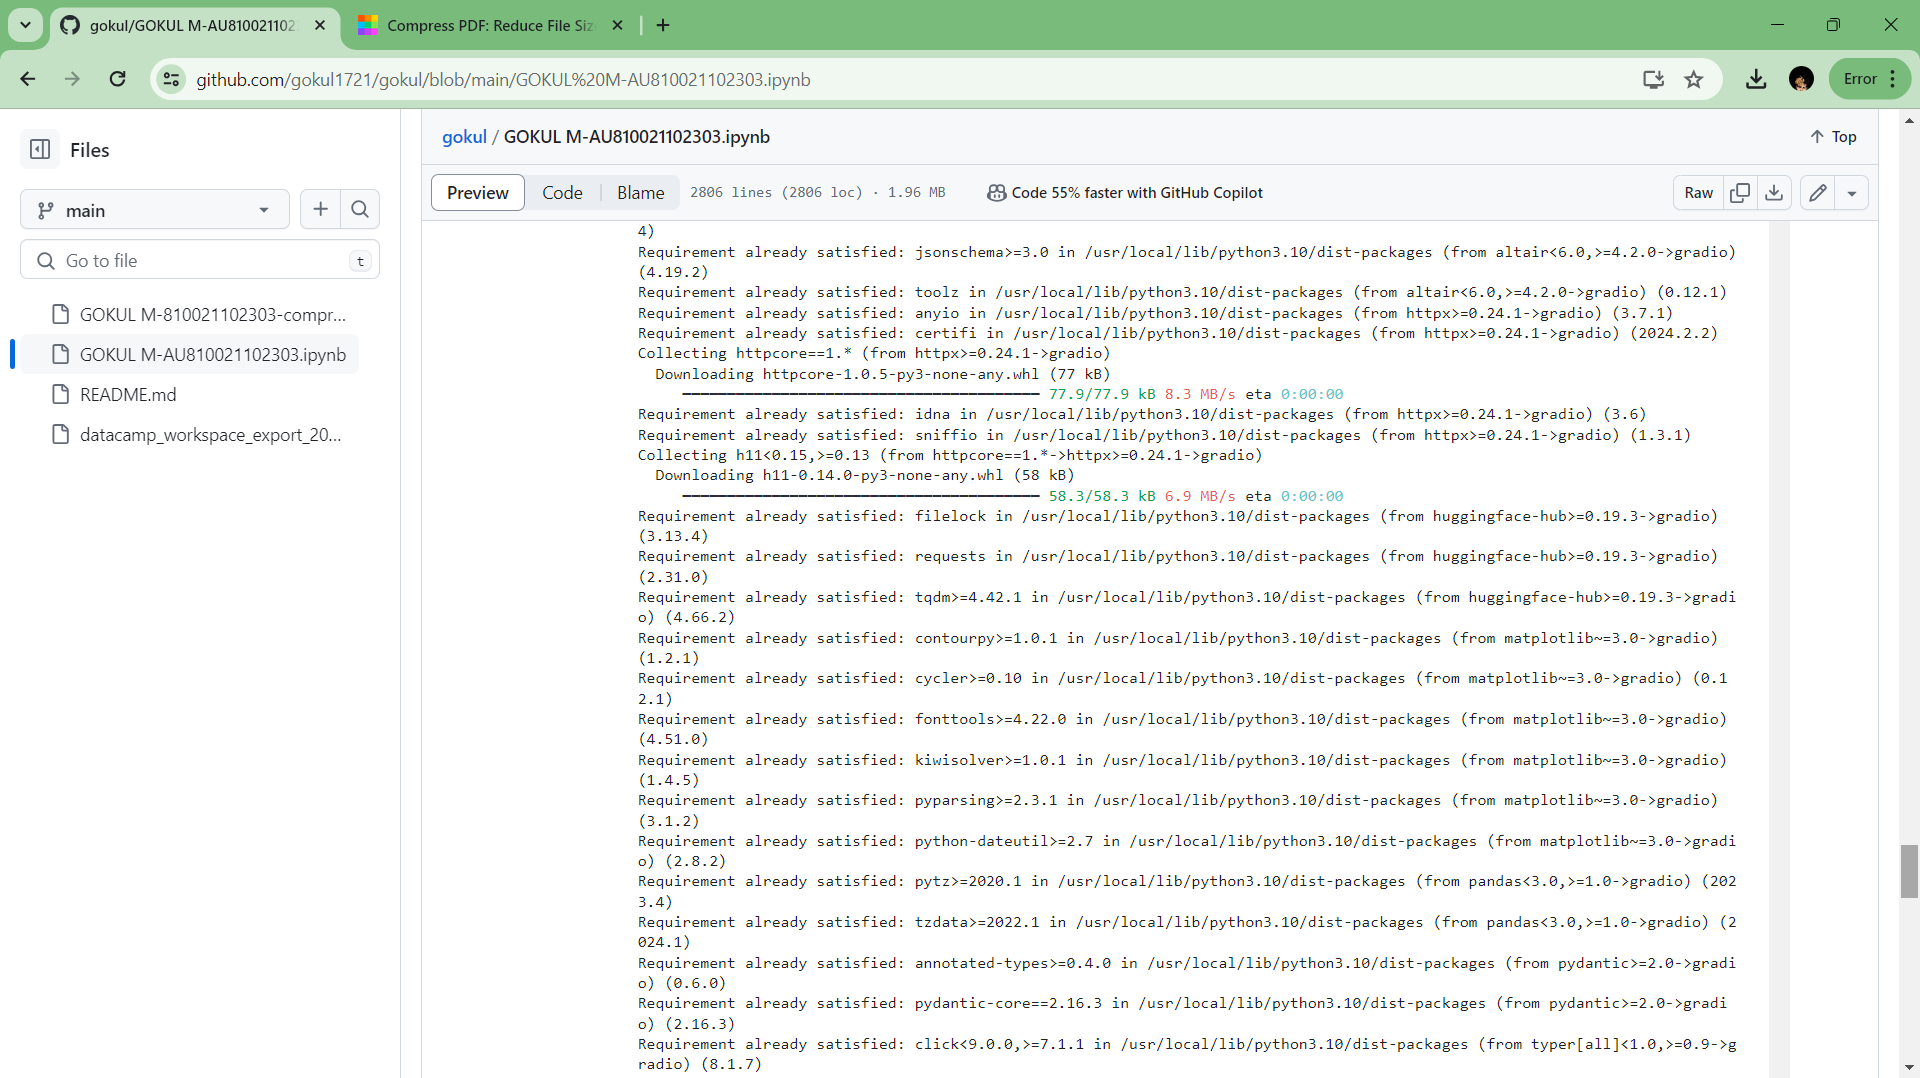 gokul/GOKUL M-AU810021102
Compress PDF: Reduce File Siz
github.com/gokul1721/gokul/blob/main/GOKUL%20M-AU810021102303.ipynb
Error
Files
main
Go to file
t
GOKUL M-810021102303-compr...
GOKUL M-AU810021102303.ipynb
README.md
datacamp_workspace_export_20...
gokul / GOKUL M-AU810021102303.ipynb
Top
Preview
Code
Blame
2806 lines (2806 loc) · 1.96 MB
Code 55% faster with GitHub Copilot
Raw
4)
Requirement already satisfied: jsonschema>=3.0 in /usr/local/lib/python3.10/dist-packages (from altair<6.0,>=4.2.0->gradio)
(4.19.2)
Requirement already satisfied: toolz in /usr/local/lib/python3.10/dist-packages (from altair<6.0,>=4.2.0->gradio) (0.12.1)
Requirement already satisfied: anyio in /usr/local/lib/python3.10/dist-packages (from httpx>=0.24.1->gradio) (3.7.1)
Requirement already satisfied: certifi in /usr/local/lib/python3.10/dist-packages (from httpx>=0.24.1->gradio) (2024.2.2)
Collecting httpcore==1.* (from httpx>=0.24.1->gradio)
Downloading httpcore-1.0.5-py3-none-any.whl (77 kB)
77.9/77.9 kB 8.3 MB/s eta 0:00:00
Requirement already satisfied: idna in /usr/local/lib/python3.10/dist-packages (from httpx>=0.24.1->gradio) (3.6)
Requirement already satisfied: sniffio in /usr/local/lib/python3.10/dist-packages (from httpx>=0.24.1->gradio) (1.3.1)
Collecting h11<0.15,>=0.13 (from httpcore==1.*->httpx>=0.24.1->gradio)
Downloading h11-0.14.0-py3-none-any.whl (58 kB)
58.3/58.3 kB 6.9 MB/s eta 0:00:00
Requirement already satisfied: filelock in /usr/local/lib/python3.10/dist-packages (from huggingface-hub>=0.19.3->gradio)
(3.13.4)
Requirement already satisfied: requests in /usr/local/lib/python3.10/dist-packages (from huggingface-hub>=0.19.3->gradio)
(2.31.0)
Requirement already satisfied: tqdm>=4.42.1 in /usr/local/lib/python3.10/dist-packages (from huggingface-hub>=0.19.3->gradi
o) (4.66.2)
Requirement already satisfied: contourpy>=1.0.1 in /usr/local/lib/python3.10/dist-packages (from matplotlib~=3.0->gradio)
(1.2.1)
Requirement already satisfied: cycler>=0.10 in /usr/local/lib/python3.10/dist-packages (from matplotlib~=3.0->gradio) (0.1
2.1)
Requirement already satisfied: fonttools>=4.22.0 in /usr/local/lib/python3.10/dist-packages (from matplotlib~=3.0->gradio)
(4.51.0)
Requirement already satisfied: kiwisolver>=1.0.1 in /usr/local/lib/python3.10/dist-packages (from matplotlib~=3.0->gradio)
(1.4.5)
Requirement already satisfied: pyparsing>=2.3.1 in /usr/local/lib/python3.10/dist-packages (from matplotlib~=3.0->gradio)
(3.1.2)
Requirement already satisfied: python-dateutil>=2.7 in /usr/local/lib/python3.10/dist-packages (from matplotlib~=3.0->gradi
o) (2.8.2)
Requirement already satisfied: pytz>=2020.1 in /usr/local/lib/python3.10/dist-packages (from pandas<3.0,>=1.0->gradio) (202
3.4)
Requirement already satisfied: tzdata>=2022.1 in /usr/local/lib/python3.10/dist-packages (from pandas<3.0,>=1.0->gradio) (2
024.1)
Requirement already satisfied: annotated-types>=0.4.0 in /usr/local/lib/python3.10/dist-packages (from pydantic>=2.0->gradi
o) (0.6.0)
Requirement already satisfied: pydantic-core==2.16.3 in /usr/local/lib/python3.10/dist-packages (from pydantic>=2.0->gradi
o) (2.16.3)
Requirement already satisfied: click<9.0.0,>=7.1.1 in /usr/local/lib/python3.10/dist-packages (from typer[all]<1.0,>=0.9->g
radio) (8.1.7)